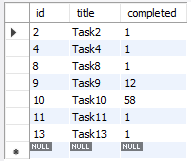 id title completed
2 Task2 1
4 Task4 1
8 Task8 1
9 Task9 12
10 Task10 58
11 Task11 1
13 Task13 1
NULL NULL NULL